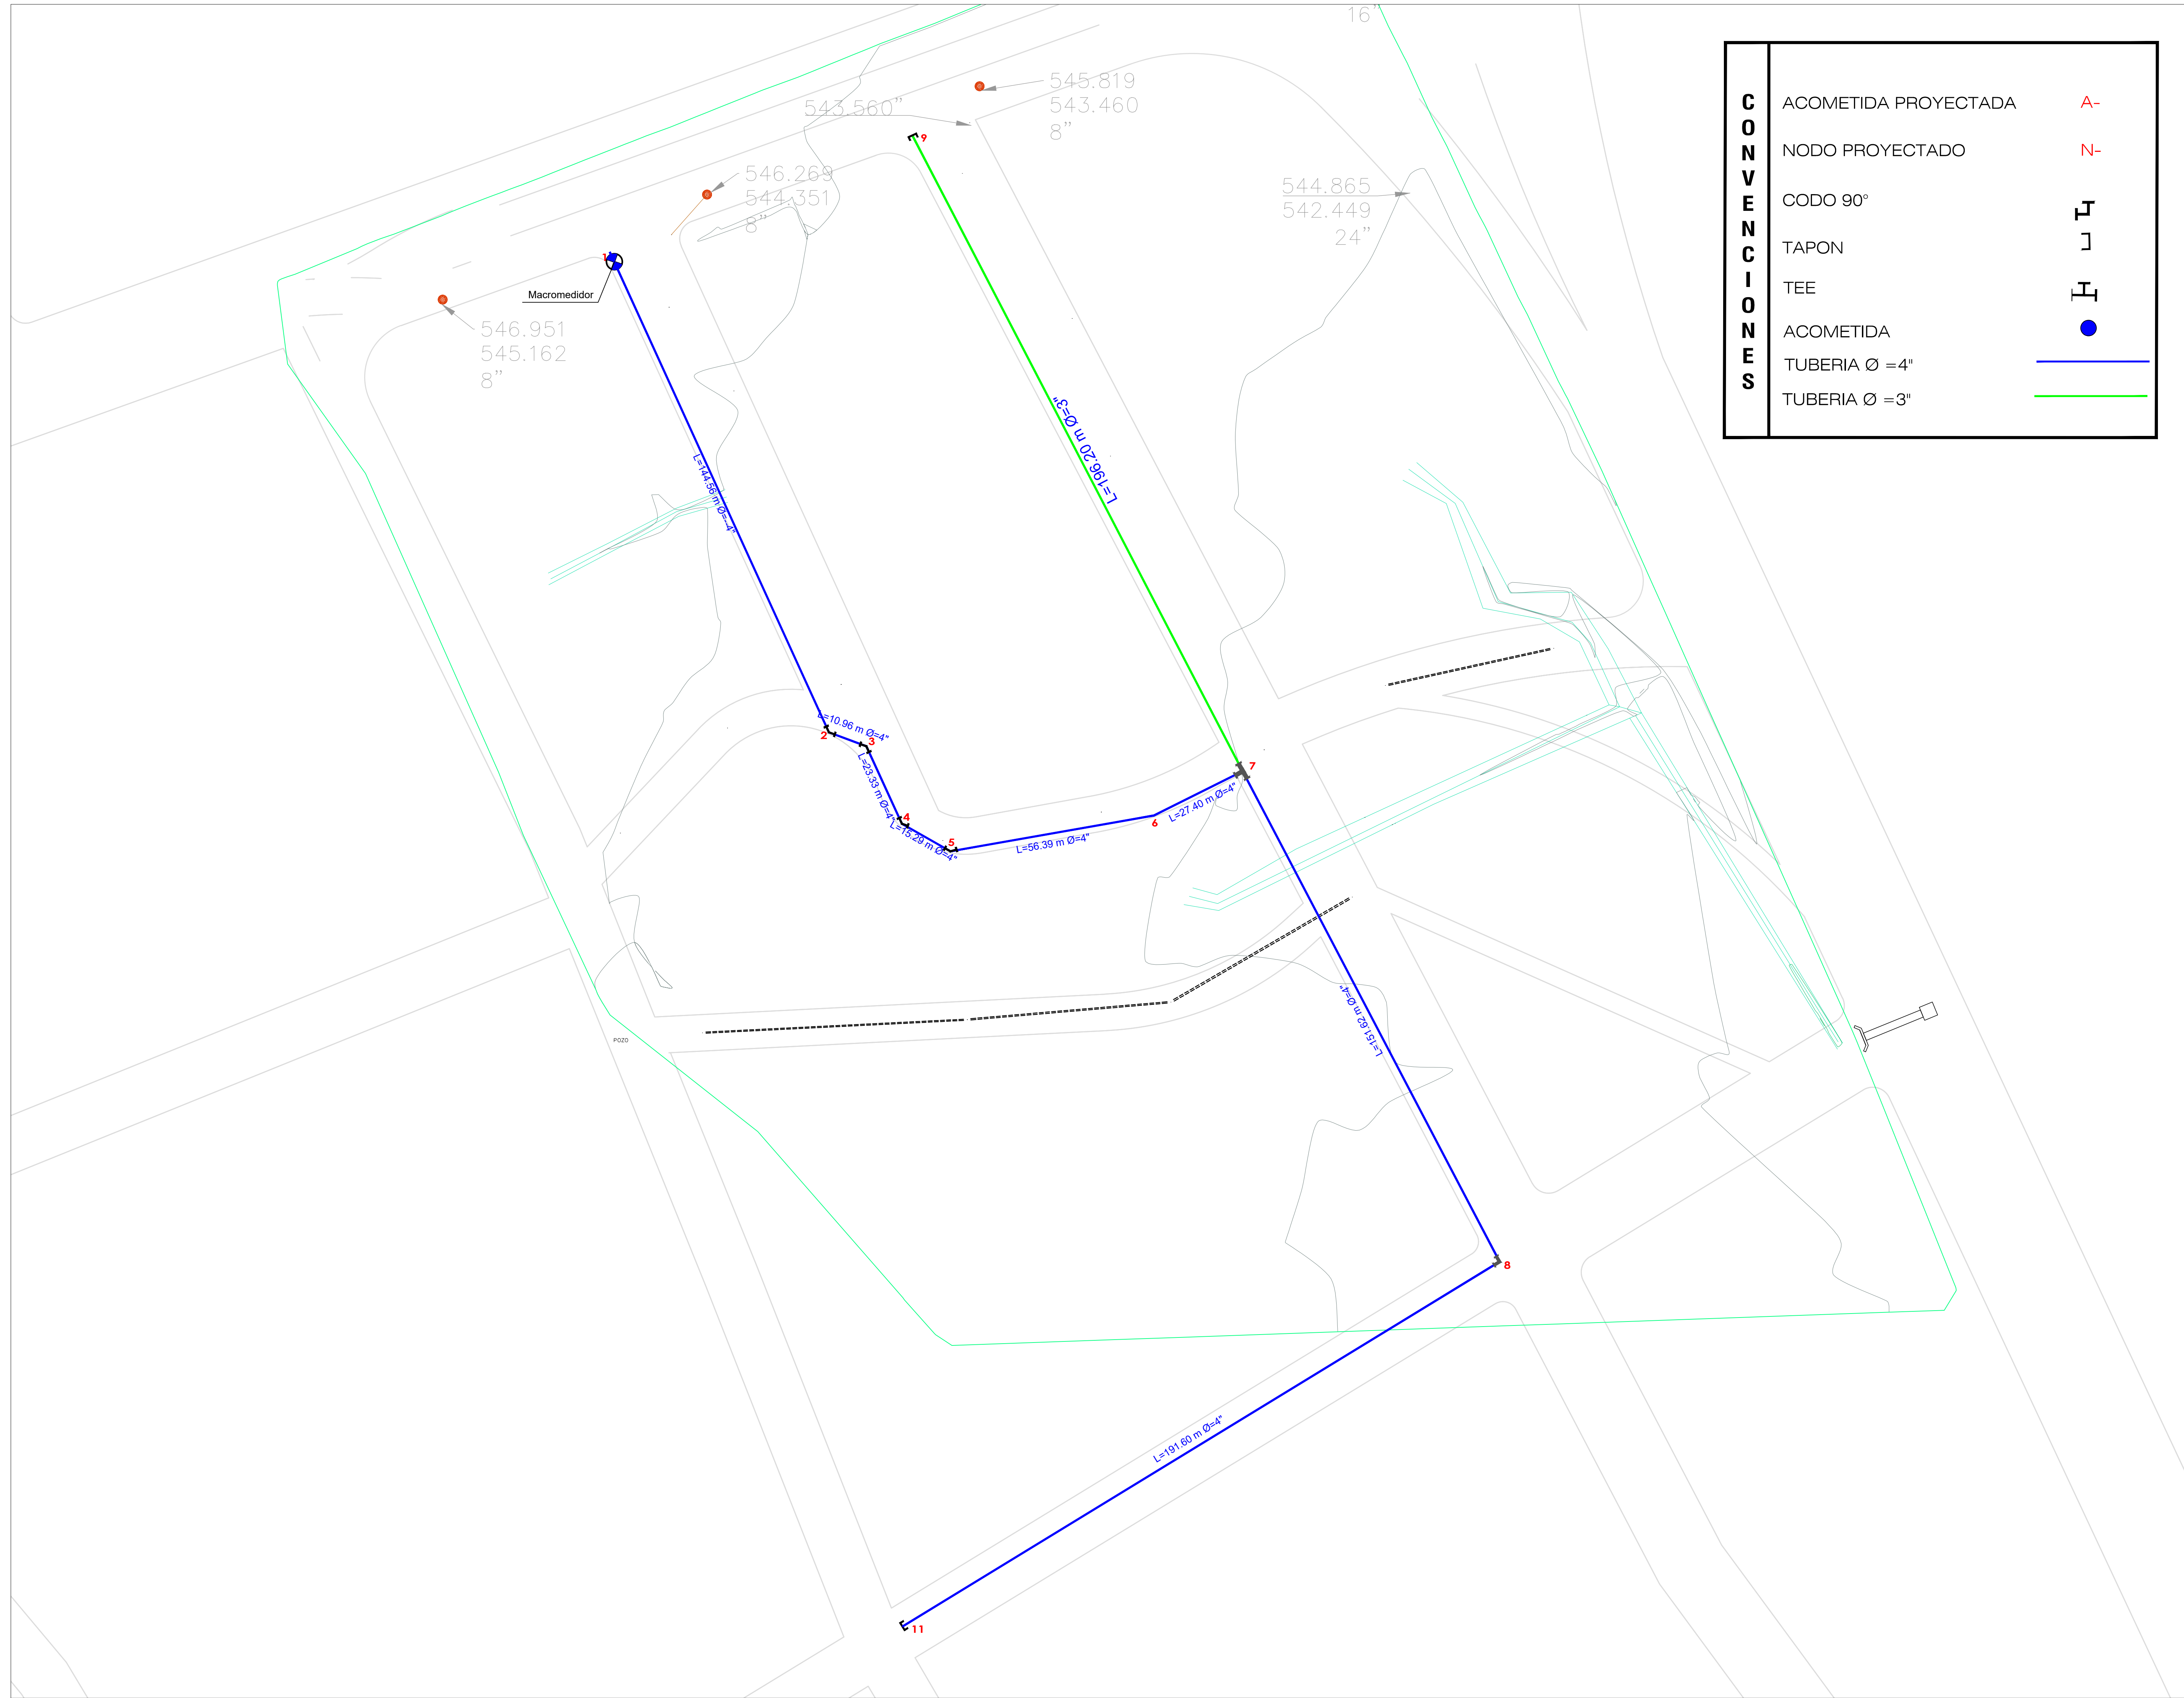 16"
545.819
543.460
8"
543.560"
546.269
544.351
8"
544.865
542.449
24"
546.951
545.162
8"
1
Macromedidor
9
L=196.20 m Ø=3"
L=144.56 m Ø=-4"
L=10.96 m Ø=4"
2
3
L=23.33 m Ø=4"
4
L=15.29 m Ø=4"
5
L=56.39 m Ø=4"
6
L=27.40 m Ø=4"
7
L=151.62 m Ø=4"
POZO
8
L=191.60 m Ø=4"
11
CONVENCIONES
ACOMETIDA PROYECTADA A-
NODO PROYECTADO N-
CODO 90°
TAPON
TEE
ACOMETIDA
TUBERIA Ø =4"
TUBERIA Ø =3"